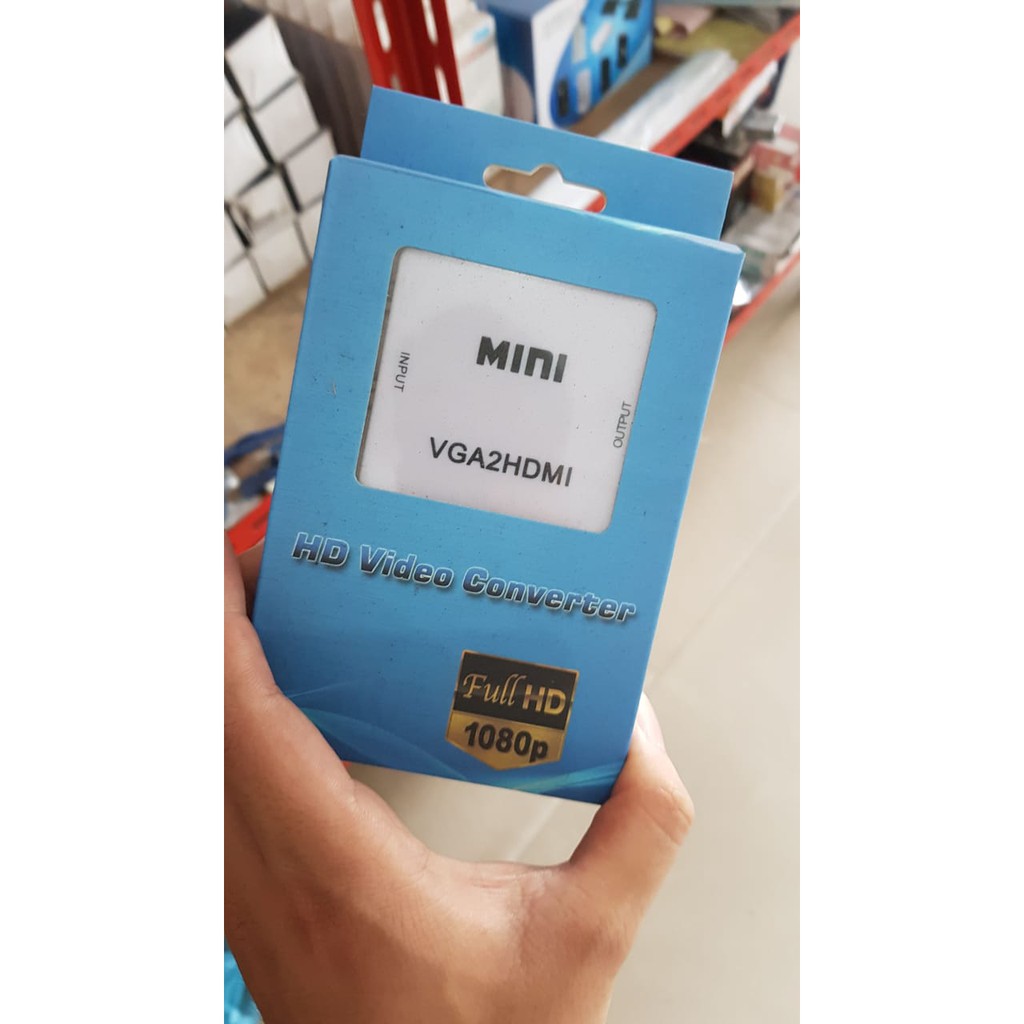 MINI
INPUT
OUTPUT
VGA2HDMI
HD Video Converter
Full HD
1080p